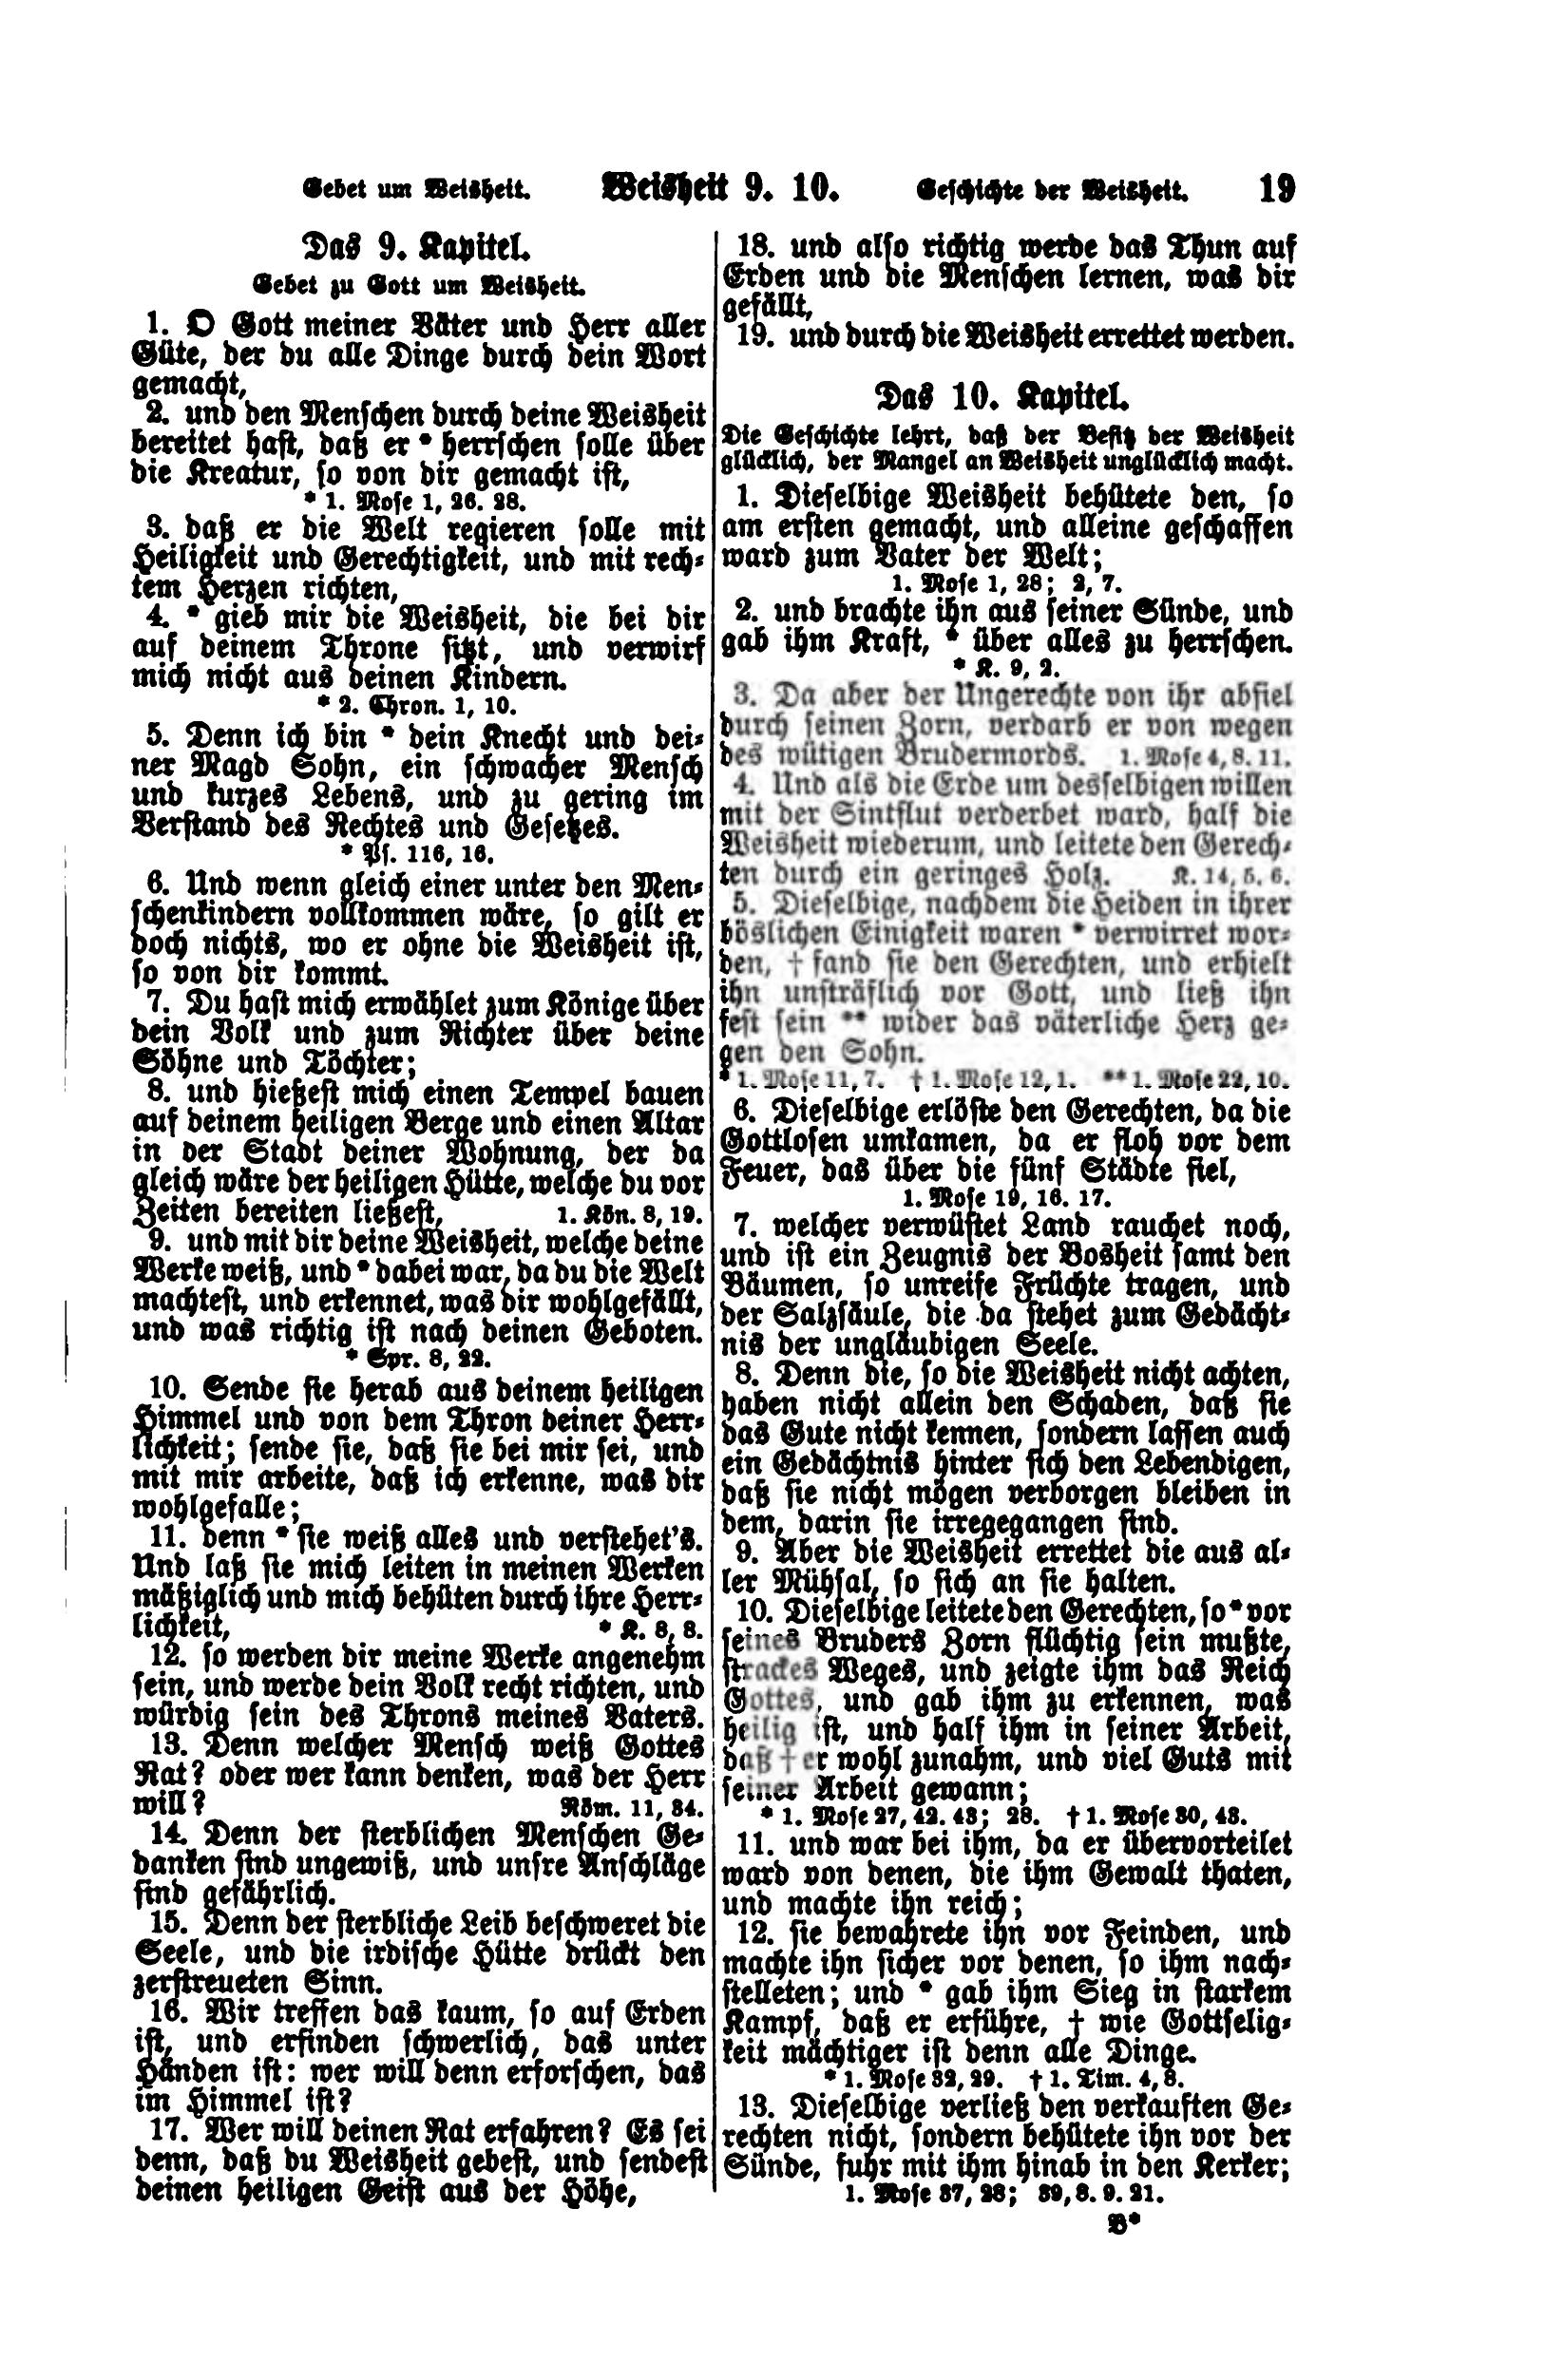 Gebet um Weisheit. Weisheit 9. 10. Geschichte der Weisheit. 19
Das 9. Kapitel.
Gebet zu Gott um Weisheit.
1. O Gott meiner Väter und Herr aller
Güte, der du alle Dinge durch dein Wort
gemacht,
2. und den Menschen durch deine Weisheit
bereitet hast, daß er * herrschen solle über
die Kreatur, so von dir gemacht ist,
* 1. Mose 1, 26. 28.
3. daß er die Welt regieren solle mit
Heiligkeit und Gerechtigkeit, und mit rech-
tem Herzen richten,
4. * gieb mir die Weisheit, die bei dir
auf deinem Throne sitzt, und verwirf
mich nicht aus deinen Kindern.
* 2. Chron. 1, 10.
5. Denn ich bin * dein Knecht und dei-
ner Magd Sohn, ein schwacher Mensch
und kurzes Lebens, und zu gering im
Verstand des Rechtes und Gesetzes.
* Ps. 116, 16.
6. Und wenn gleich einer unter den Men-
schenkindern vollkommen wäre, so gilt er
doch nichts, wo er ohne die Weisheit ist,
so von dir kommt.
7. Du hast mich erwählet zum Könige über
dein Volk und zum Richter über deine
Söhne und Töchter;
8. und hießest mich einen Tempel bauen
auf deinem heiligen Berge und einen Altar
in der Stadt deiner Wohnung, der da
gleich wäre der heiligen Hütte, welche du vor
Zeiten bereiten ließest, 1. Kön. 8, 19.
9. und mit dir deine Weisheit, welche deine
Werke weiß, und * dabei war, da du die Welt
machtest, und erkennet, was dir wohlgefällt,
und was richtig ist nach deinen Geboten.
* Spr. 8, 22.
10. Sende sie herab aus deinem heiligen
Himmel und von dem Thron deiner Herr-
lichkeit; sende sie, daß sie bei mir sei, und
mit mir arbeite, daß ich erkenne, was dir
wohlgefalle;
11. denn * sie weiß alles und verstehet's.
Und laß sie mich leiten in meinen Werken
mäßiglich und mich behüten durch ihre Herr-
lichkeit, * K. 8, 8.
12. so werden dir meine Werke angenehm
sein, und werde dein Volk recht richten, und
würdig sein des Throns meines Vaters.
13. Denn welcher Mensch weiß Gottes
Rat? oder wer kann denken, was der Herr
will? Röm. 11, 34.
14. Denn der sterblichen Menschen Ge-
danken sind ungewiß, und unsre Anschläge
sind gefährlich.
15. Denn der sterbliche Leib beschweret die
Seele, und die irdische Hütte drückt den
zerstreueten Sinn.
16. Wir treffen das kaum, so auf Erden
ist, und erfinden schwerlich, das unter
Händen ist: wer will denn erforschen, das
im Himmel ist?
17. Wer will deinen Rat erfahren? Es sei
denn, daß du Weisheit gebest, und sendest
deinen heiligen Geist aus der Höhe,
18. und also richtig werde das Thun auf
Erden und die Menschen lernen, was dir
gefällt,
19. und durch die Weisheit errettet werden.
Das 10. Kapitel.
Die Geschichte lehrt, daß der Besitz der Weisheit
glücklich, der Mangel an Weisheit unglücklich macht.
1. Dieselbige Weisheit behütete den, so
am ersten gemacht, und alleine geschaffen
ward zum Vater der Welt;
1. Mose 1, 28; 2, 7.
2. und brachte ihn aus seiner Sünde, und
gab ihm Kraft, * über alles zu herrschen.
* K. 9, 2.
3. Da aber der Ungerechte von ihr abfiel
durch seinen Zorn, verdarb er von wegen
des wütigen Brudermords. 1. Mose 4, 8. 11.
4. Und als die Erde um desselbigen willen
mit der Sintflut verderbet ward, half die
Weisheit wiederum, und leitete den Gerech-
ten durch ein geringes Holz. K. 14, 5. 6.
5. Dieselbige, nachdem die Heiden in ihrer
böslichen Einigkeit waren * verwirret wor-
den, † fand sie den Gerechten, und erhielt
ihn unsträflich vor Gott, und ließ ihn
fest sein ** wider das väterliche Herz ge-
gen den Sohn.
* 1. Mose 11, 7. † 1. Mose 12, 1. ** 1. Mose 22, 10.
6. Dieselbige erlöste den Gerechten, da die
Gottlosen umkamen, da er floh vor dem
Feuer, das über die fünf Städte fiel,
1. Mose 19, 16. 17.
7. welcher verwüstet Land rauchet noch,
und ist ein Zeugnis der Bosheit samt den
Bäumen, so unreife Früchte tragen, und
der Salzsäule, die da stehet zum Gedächt-
nis der ungläubigen Seele.
8. Denn die, so die Weisheit nicht achten,
haben nicht allein den Schaden, daß sie
das Gute nicht kennen, sondern lassen auch
ein Gedächtnis hinter sich den Lebendigen,
daß sie nicht mögen verborgen bleiben in
dem, darin sie irregegangen sind.
9. Aber die Weisheit errettet die aus al-
ler Mühsal, so sich an sie halten.
10. Dieselbige leitete den Gerechten, so * vor
seines Bruders Zorn flüchtig sein mußte,
strackes Weges, und zeigte ihm das Reich
Gottes, und gab ihm zu erkennen, was
heilig ist, und half ihm in seiner Arbeit,
daß † er wohl zunahm, und viel Guts mit
seiner Arbeit gewann;
* 1. Mose 27, 42. 43; 28. † 1. Mose 30, 43.
11. und war bei ihm, da er übervorteilet
ward von denen, die ihm Gewalt thaten,
und machte ihn reich;
12. sie bewahrete ihn vor Feinden, und
machte ihn sicher vor denen, so ihm nach-
stelleten; und * gab ihm Sieg in starkem
Kampf, daß er erführe, † wie Gottselig-
keit mächtiger ist denn alle Dinge.
* 1. Mose 32, 29. † 1. Tim. 4, 8.
13. Dieselbige verließ den verkauften Ge-
rechten nicht, sondern behütete ihn vor der
Sünde, fuhr mit ihm hinab in den Kerker;
1. Mose 37, 28; 39, 8. 9. 21.
B*